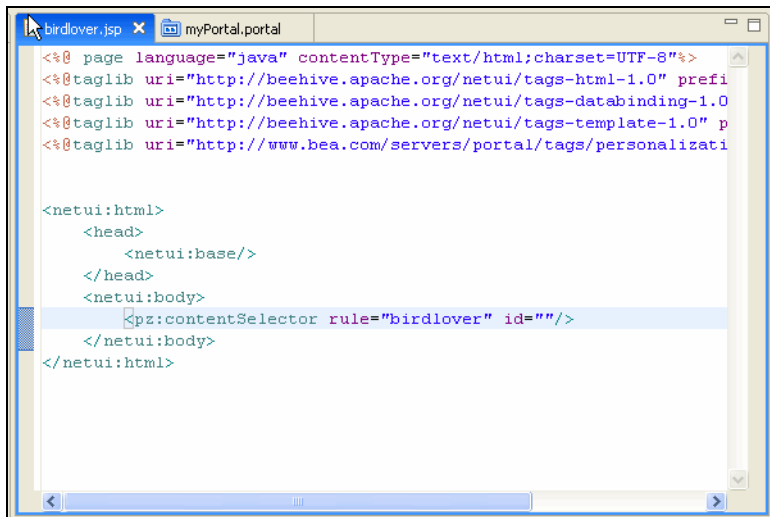 birdlover.jsp myPortal.portal
<%@ page language="java" contentType="text/html;charset=UTF-8"%>
<%@taglib uri="http://beehive.apache.org/netui/tags-html-1.0" prefi
<%@taglib uri="http://beehive.apache.org/netui/tags-databinding-1.0
<%@taglib uri="http://beehive.apache.org/netui/tags-template-1.0" p
<%@taglib uri="http://www.bea.com/servers/portal/tags/personalizati
<netui:html>
<head>
<netui:base/>
</head>
<netui:body>
<pz:contentSelector rule="birdlover" id=""/>
</netui:body>
</netui:html>